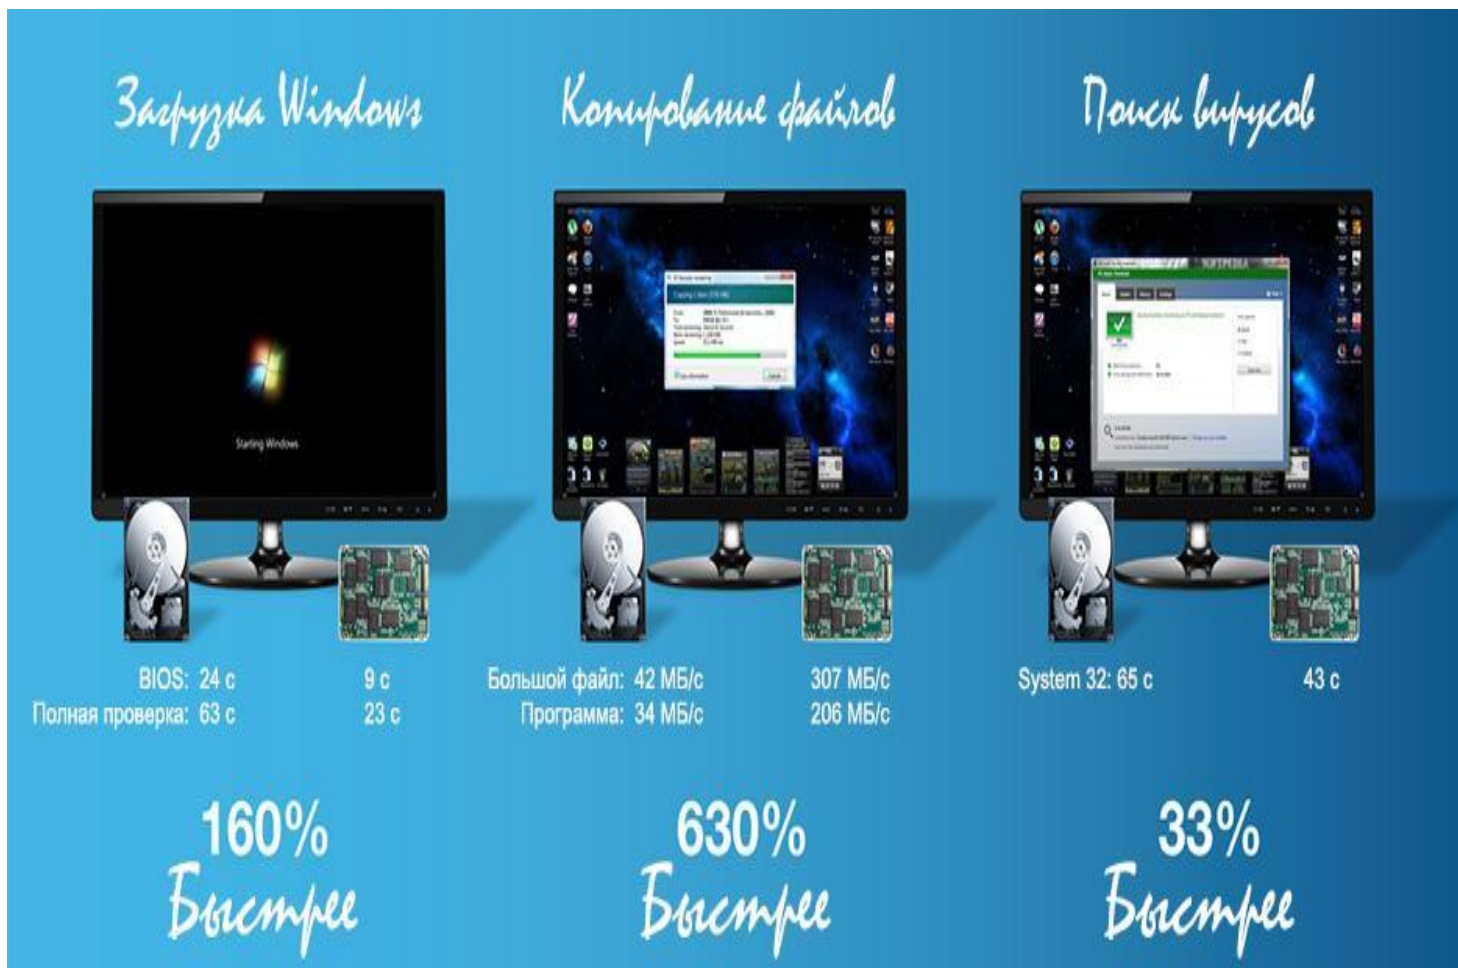 Загрузка Windows
Starting Windows
BIOS: 24 с 9 с
Полная проверка: 63 с 23 с
160%
Быстрее
Копирование файлов
Большой файл: 42 МБ/с 307 МБ/с
Программа: 34 МБ/с 206 МБ/с
630%
Быстрее
Поиск вирусов
System 32: 65 с 43 с
33%
Быстрее